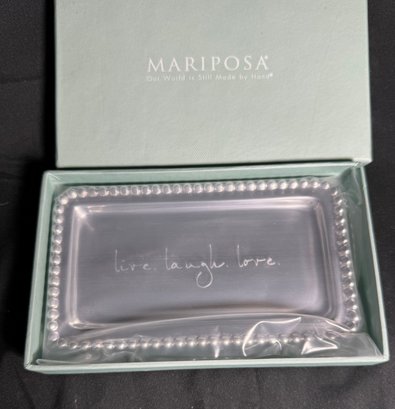 MARIPOSA®
Our World is Still Made by Hand®
live. laugh. love.